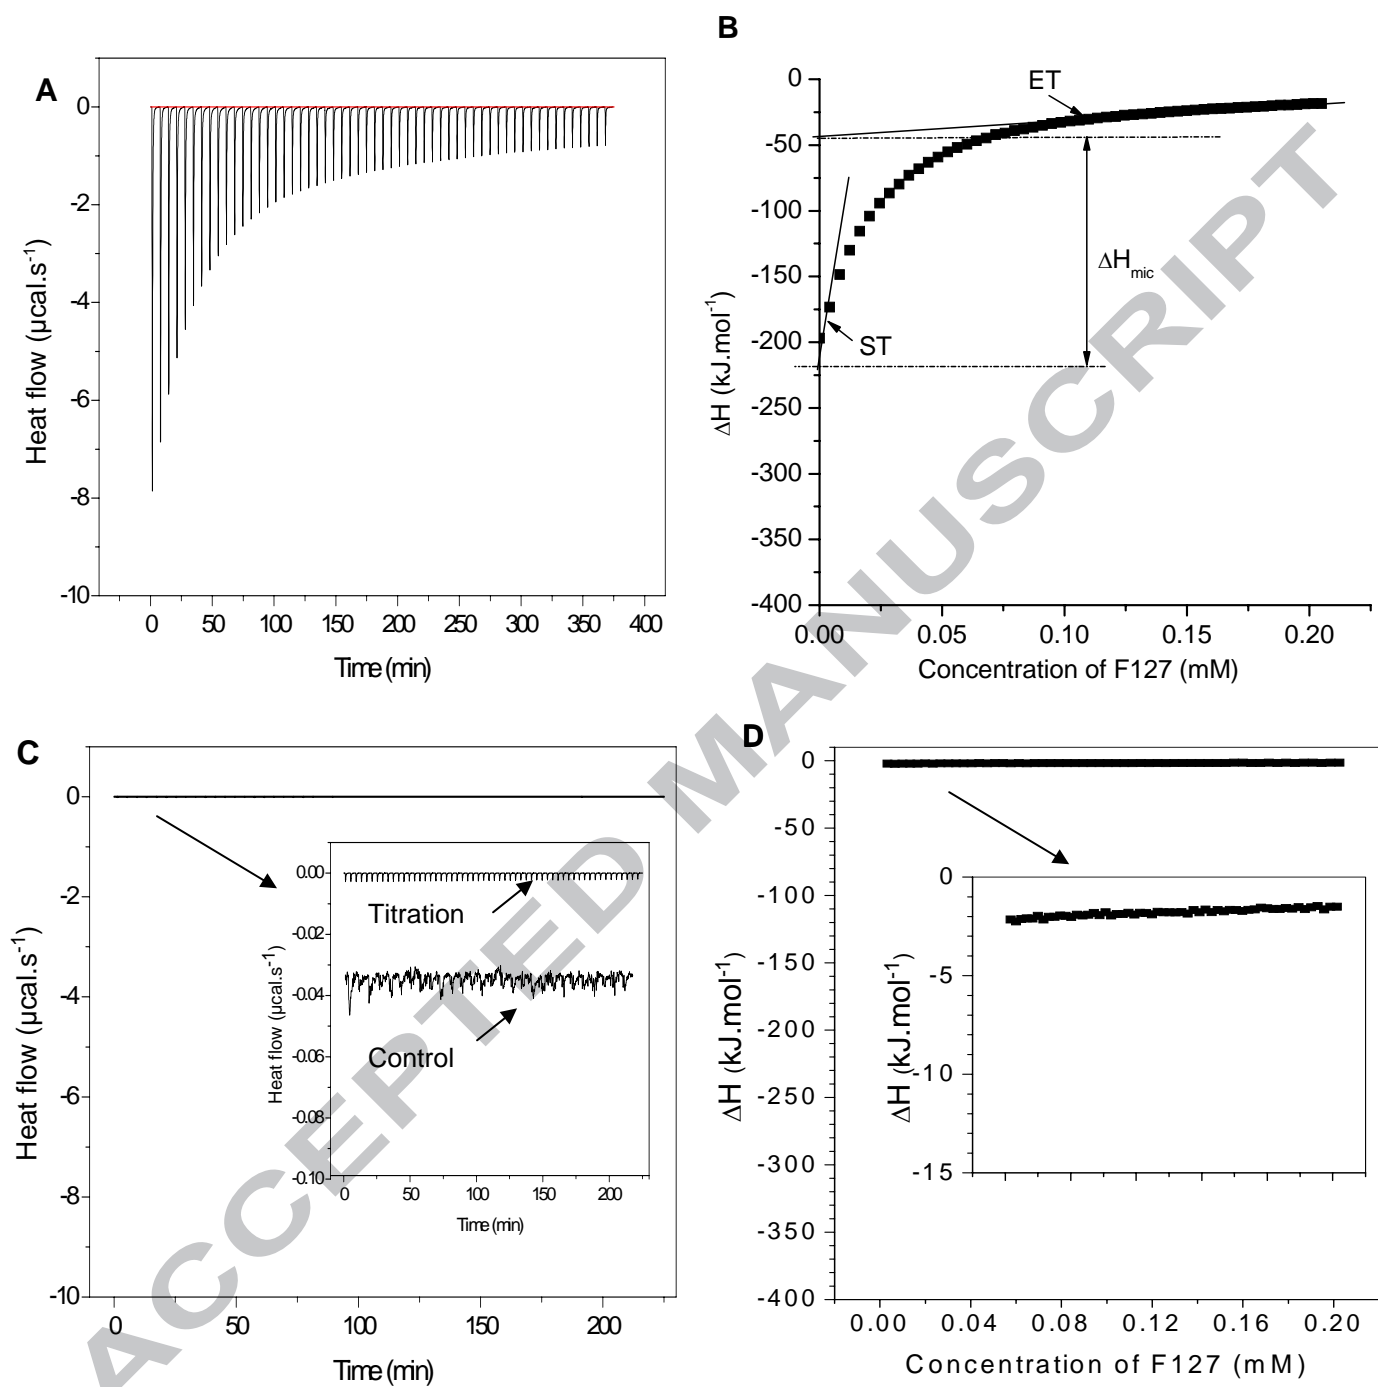 A
0
-2
-4
-6
-8
-10
Heat flow (µcal.s⁻¹)
0 50 100 150 200 250 300 350 400
Time (min)
B
0
-50
-100
-150
-200
-250
-300
-350
-400
ΔH (kJ.mol⁻¹)
ET
ΔHmic
ST
0.00 0.05 0.10 0.15 0.20
Concentration of F127 (mM)
C
0
-2
-4
-6
-8
-10
Heat flow (µcal.s⁻¹)
0.00
-0.02
-0.04
-0.06
-0.08
-0.10
Heat flow (µcal.s⁻¹)
Titration
Control
0 50 100 150 200
Time (min)
0 50 100 150 200
Time (min)
D
0
-50
-100
-150
-200
-250
-300
-350
-400
ΔH (kJ.mol⁻¹)
0
-5
-10
-15
ΔH (kJ.mol⁻¹)
0.00 0.04 0.08 0.12 0.16 0.20
Concentration of F127 (mM)
ACCEPTED MANUSCRIPT